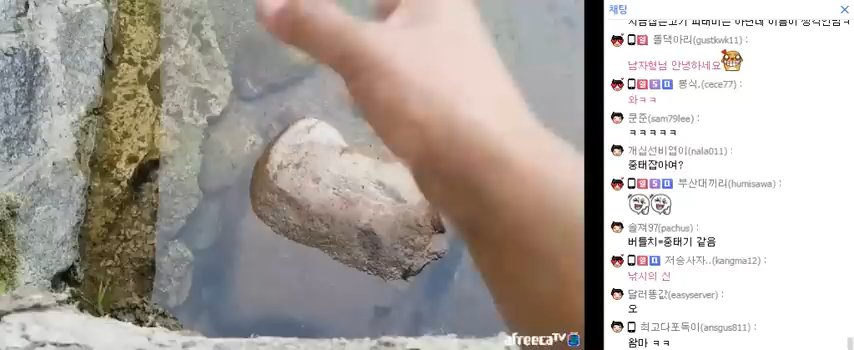 채팅
똘댁아리(gustkwk11) :
남자형님 안녕하세요
봉식,(cece77) :
와ㅋㅋ
쿤준(sam79lee) :
ㅋㅋㅋㅋㅋ
개십선비업이(nala011) :
중태잡아여?
부산대끼리(humisawa) :
솔져97(pachus) :
버들치=중태기 같음
저승사자..(kangma12) :
낚시의 신
달러똥값(easyserver) :
오
최고다포독이(ansgus811) :
왐마 ㅋㅋ
afreecaTV